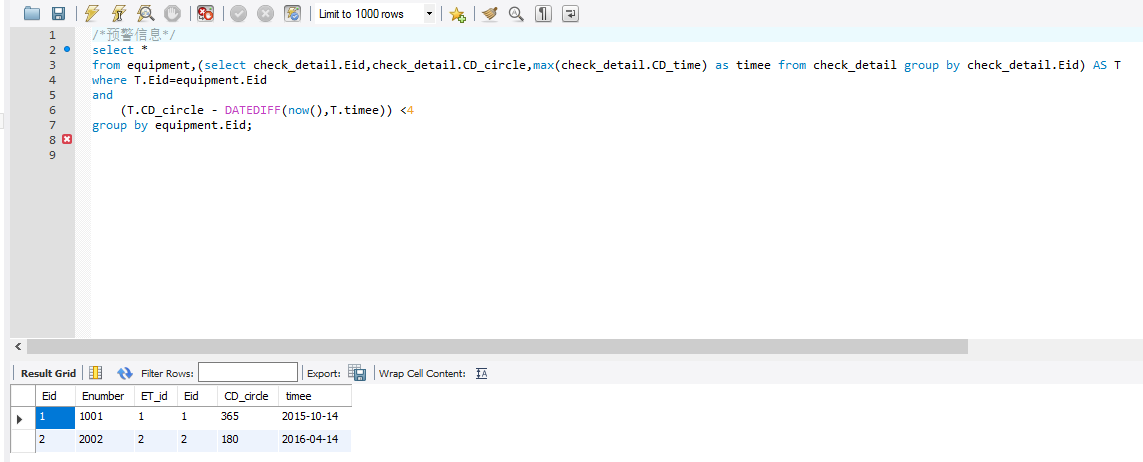 Limit to 1000 rows
1 /*预警信息*/
2 select *
3 from equipment,(select check_detail.Eid,check_detail.CD_circle,max(check_detail.CD_time) as timee from check_detail group by check_detail.Eid) AS T
4 where T.Eid=equipment.Eid
5 and
6 (T.CD_circle - DATEDIFF(now(),T.timee)) <4
7 group by equipment.Eid;
8
9
Result Grid Filter Rows: Export: Wrap Cell Content: IA
Eid Enumber ET_id Eid CD_circle timee
1 1001 1 1 365 2015-10-14
2 2002 2 2 180 2016-04-14